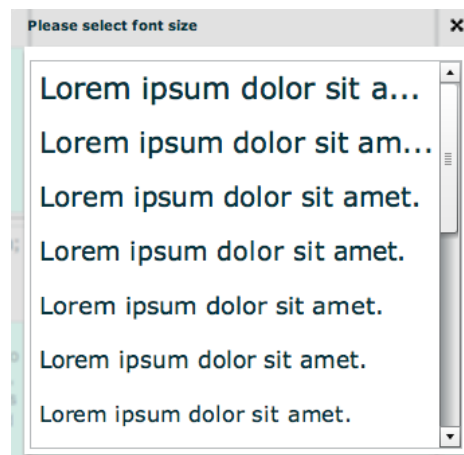 Please select font size
Lorem ipsum dolor sit a...
Lorem ipsum dolor sit am...
Lorem ipsum dolor sit amet.
Lorem ipsum dolor sit amet.
Lorem ipsum dolor sit amet.
Lorem ipsum dolor sit amet.
Lorem ipsum dolor sit amet.